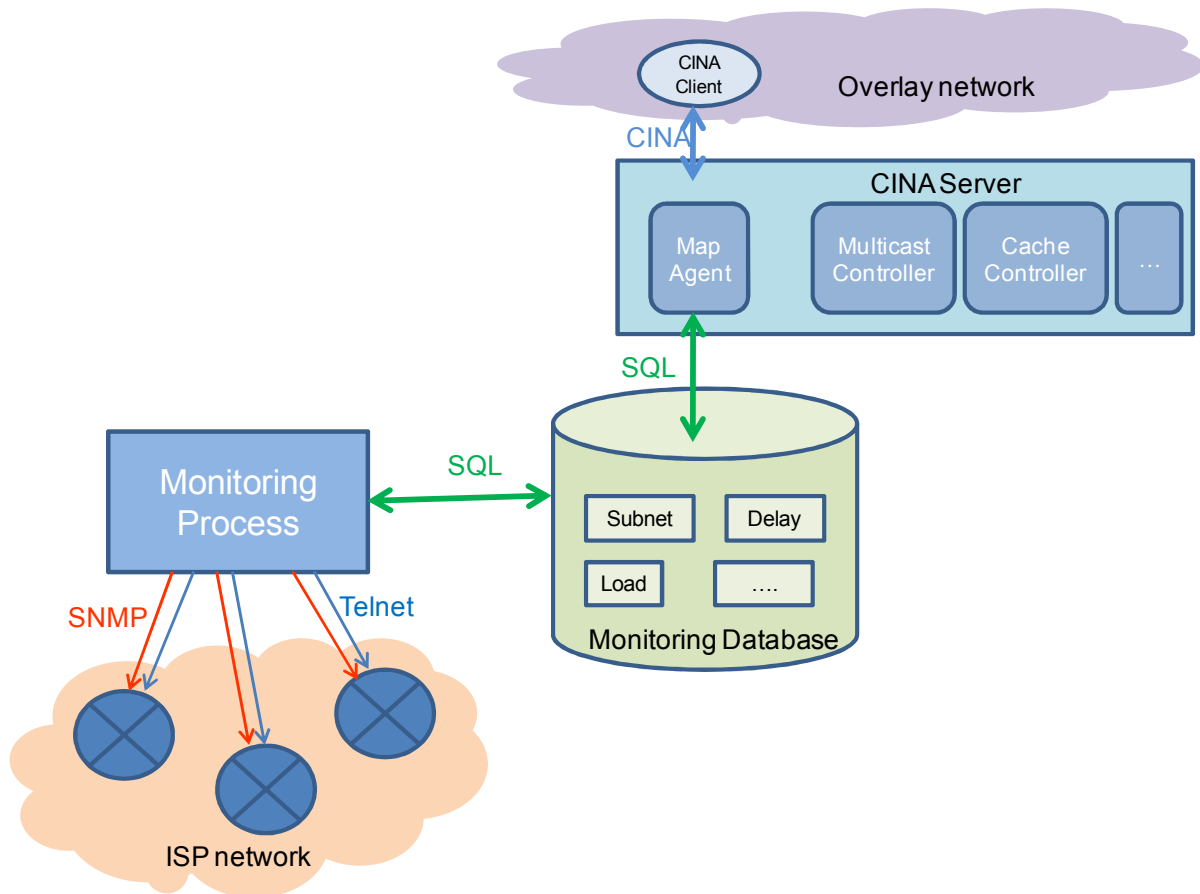 CINA
Client
Overlay network
CINA
CINA Server
Map
Agent
Multicast
Controller
Cache
Controller
...
SQL
Monitoring
Process
SQL
Subnet
Delay
Load
....
Monitoring Database
SNMP
Telnet
ISP network